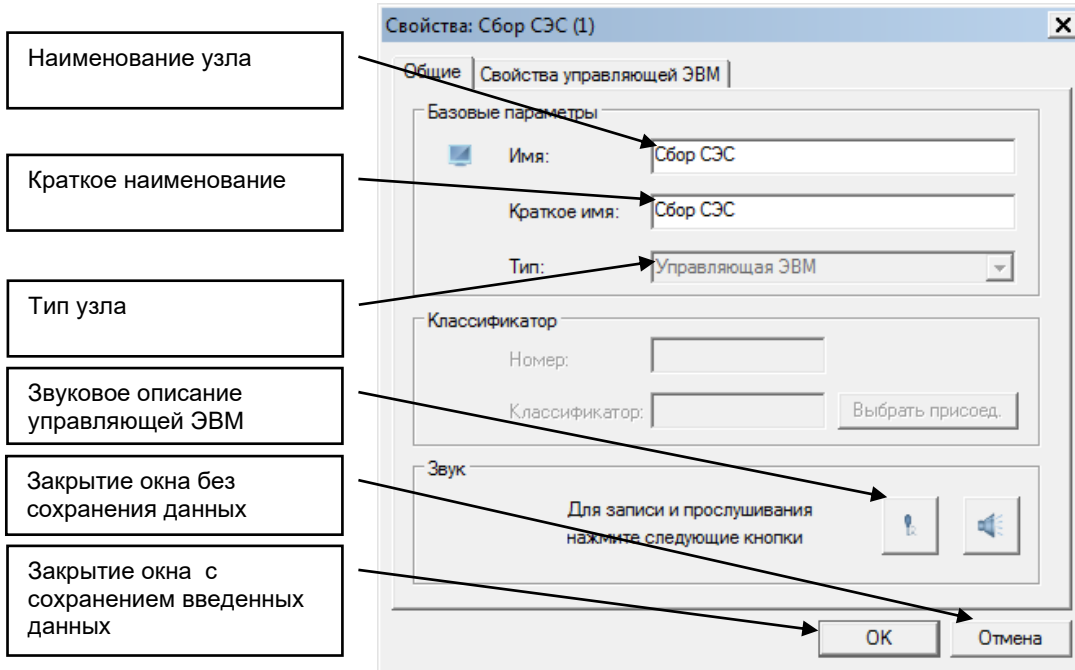 Наименование узла
Краткое наименование
Тип узла
Звуковое описание
управляющей ЭВМ
Закрытие окна без
сохранения данных
Закрытие окна с
сохранением введенных
данных
Свойства: Сбор СЭС (1)
Общие
Свойства управляющей ЭВМ
Базовые параметры
Имя:
Сбор СЭС
Краткое имя:
Сбор СЭС
Тип:
Управляющая ЭВМ
Классификатор
Номер:
Классификатор:
Выбрать присоед.
Звук
Для записи и прослушивания
нажмите следующие кнопки
OK
Отмена